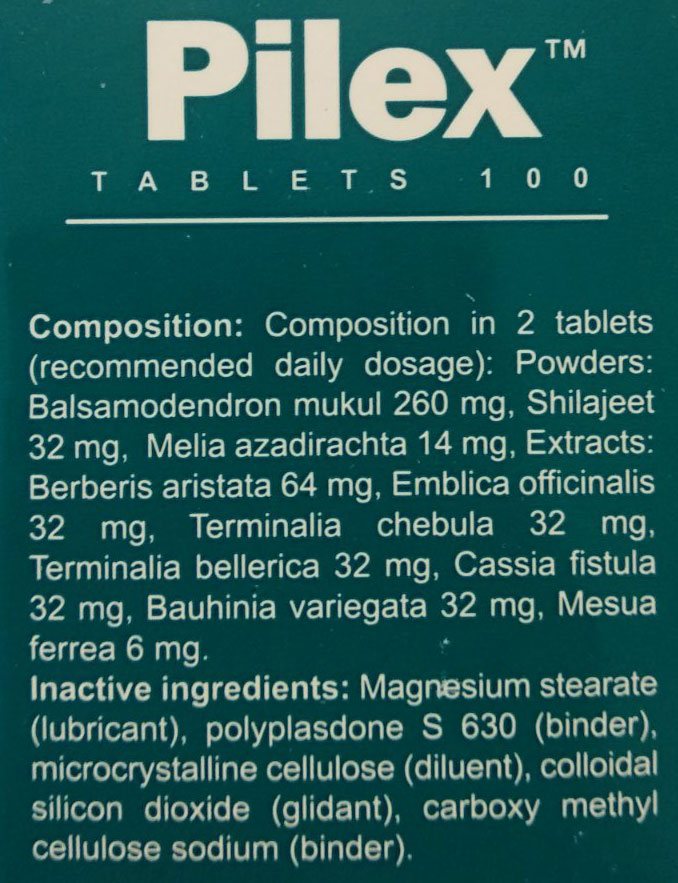 Pilex™
TABLETS 100
Composition: Composition in 2 tablets
(recommended daily dosage): Powders:
Balsamodendron mukul 260 mg, Shilajeet
32 mg, Melia azadirachta 14 mg, Extracts:
Berberis aristata 64 mg, Emblica officinalis
32 mg, Terminalia chebula 32 mg,
Terminalia bellerica 32 mg, Cassia fistula
32 mg, Bauhinia variegata 32 mg, Mesua
ferrea 6 mg.
Inactive ingredients: Magnesium stearate
(lubricant), polyplasdone S 630 (binder),
microcrystalline cellulose (diluent), colloidal
silicon dioxide (glidant), carboxy methyl
cellulose sodium (binder).